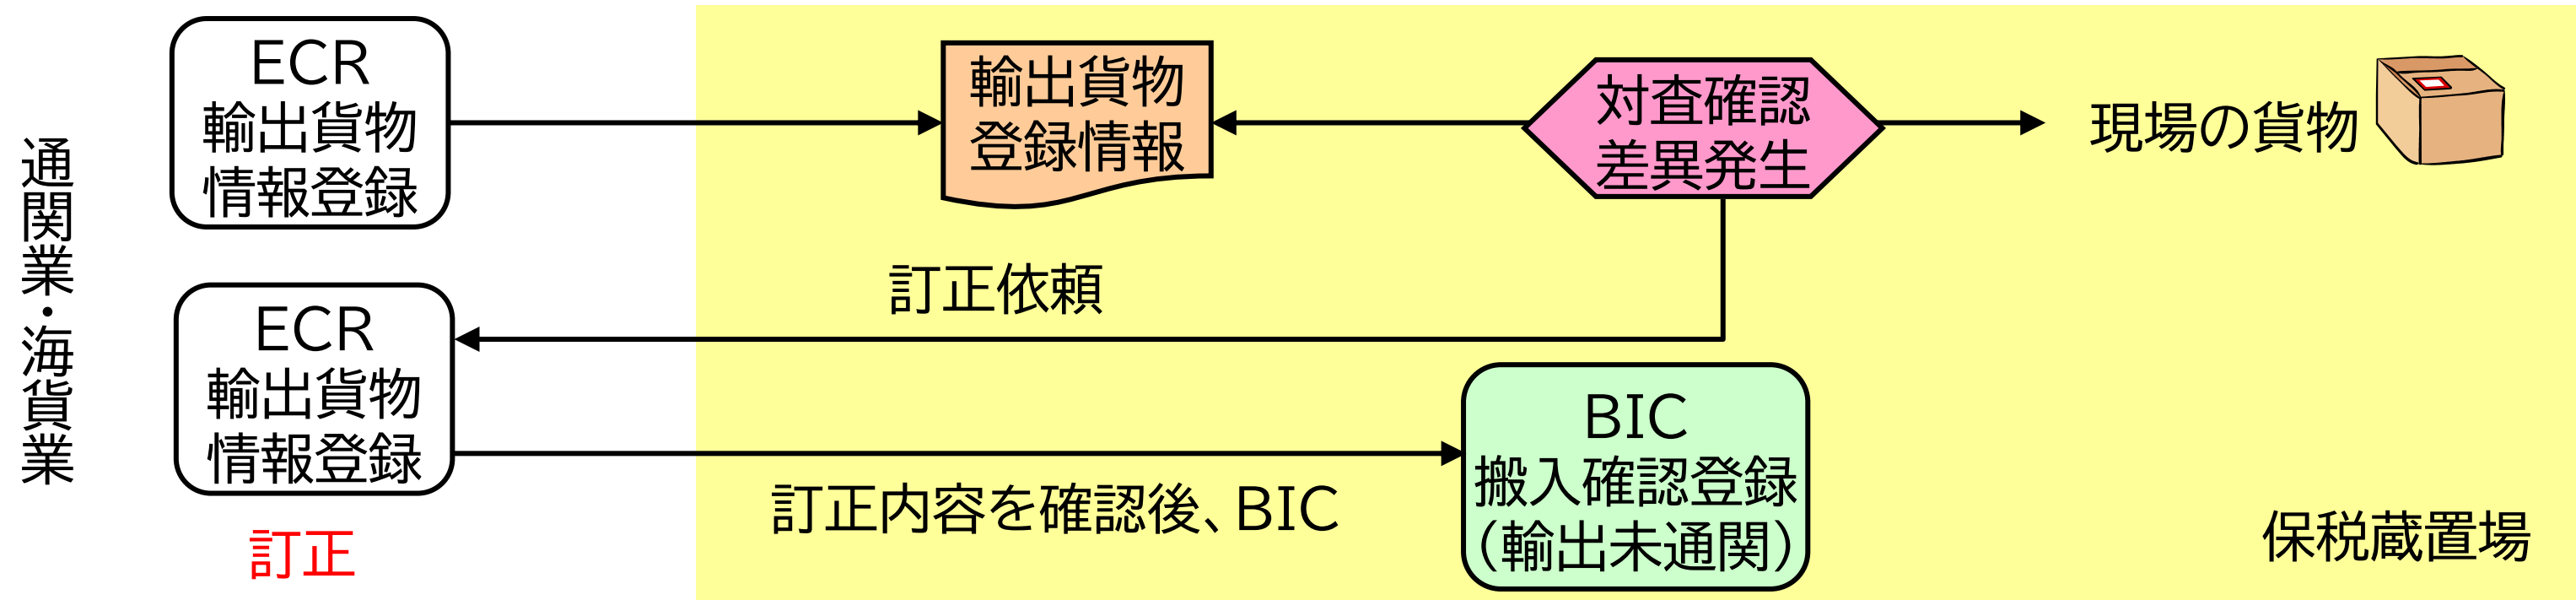 通関業・海貨業
ECR
輸出貨物
情報登録
輸出貨物
登録情報
対査確認
差異発生
現場の貨物
訂正依頼
ECR
輸出貨物
情報登録
訂正
訂正内容を確認後、BIC
BIC
搬入確認登録
（輸出未通関）
保税蔵置場